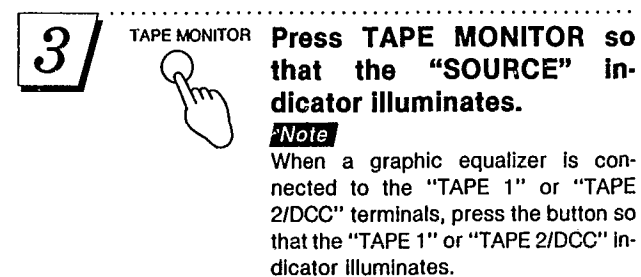 3
TAPE MONITOR
Press TAPE MONITOR so
that the "SOURCE" in-
dicator illuminates.
Note
When a graphic equalizer is con-
nected to the "TAPE 1" or "TAPE
2/DCC" terminals, press the button so
that the "TAPE 1" or "TAPE 2/DCC" in-
dicator illuminates.